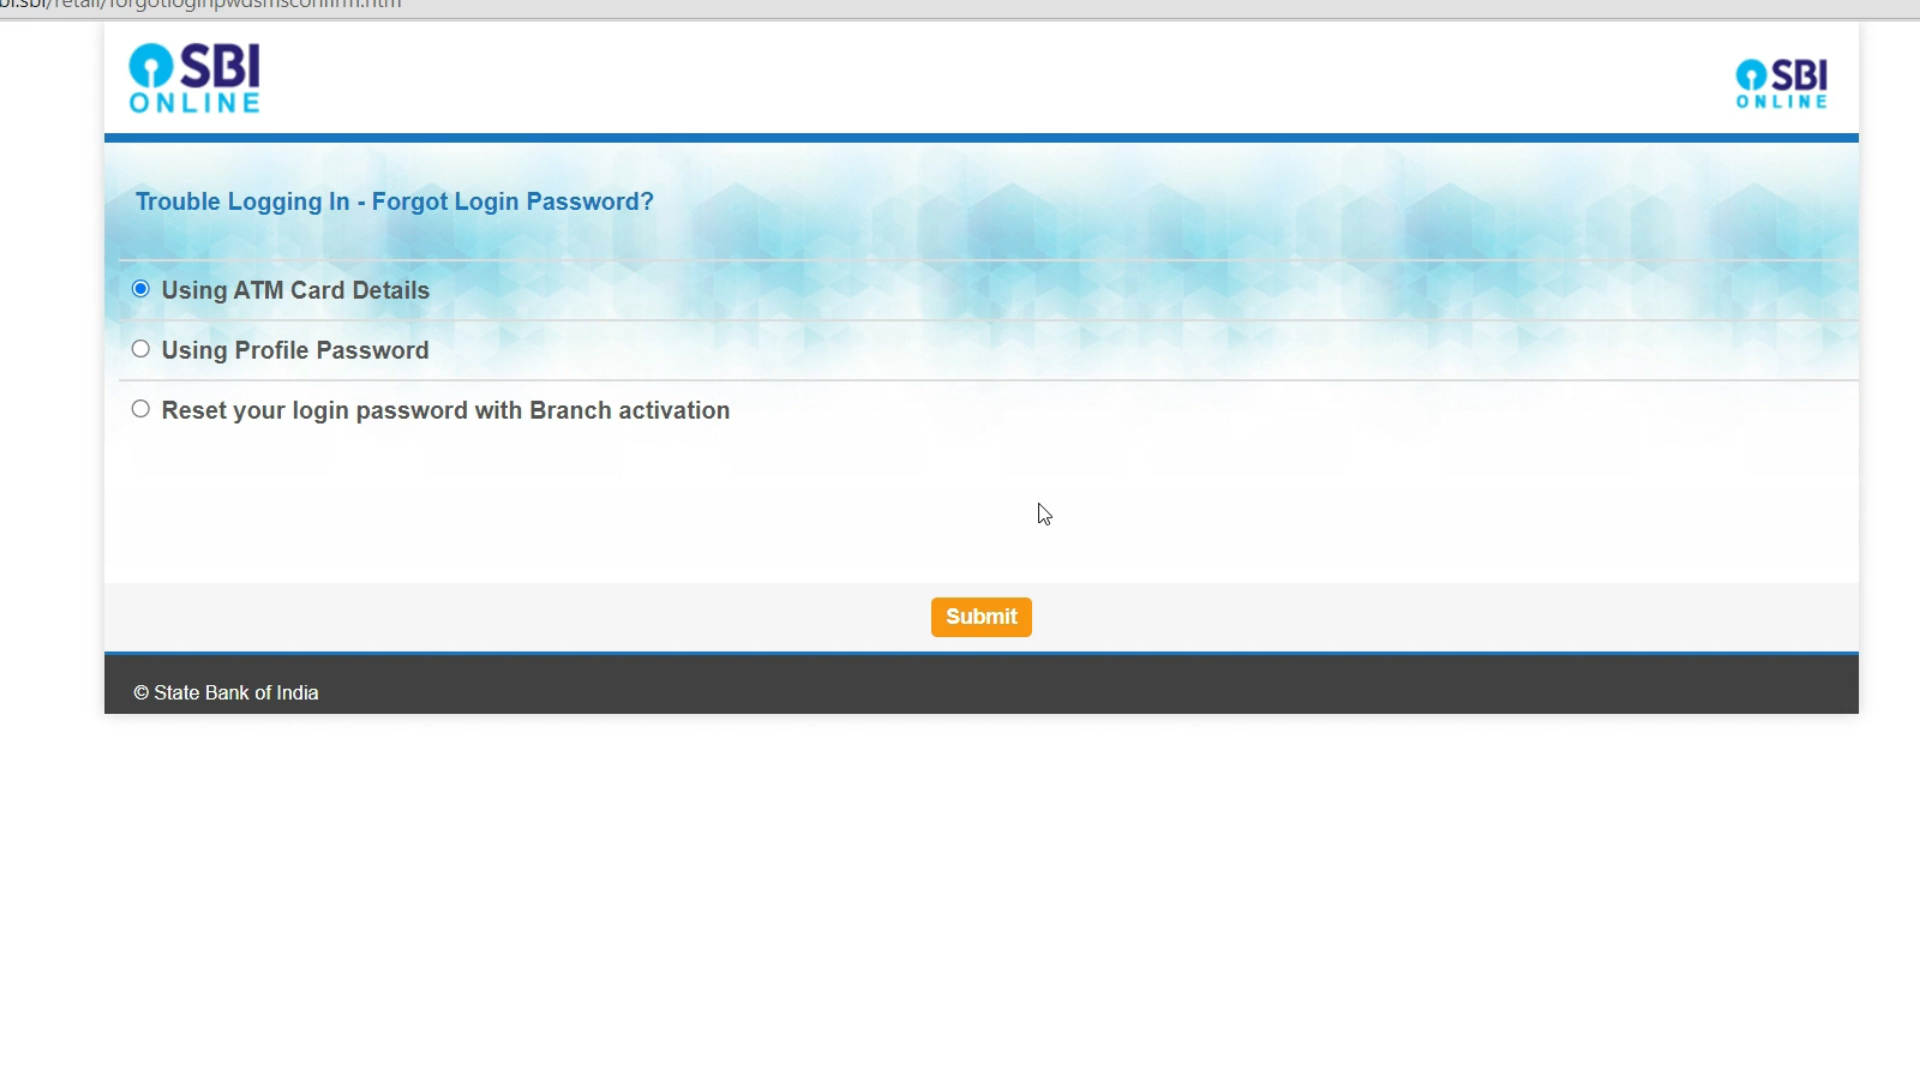 SBI
ONLINE
SBI
ONLINE
Trouble Logging In - Forgot Login Password?
Using ATM Card Details
Using Profile Password
Reset your login password with Branch activation
Submit
© State Bank of India